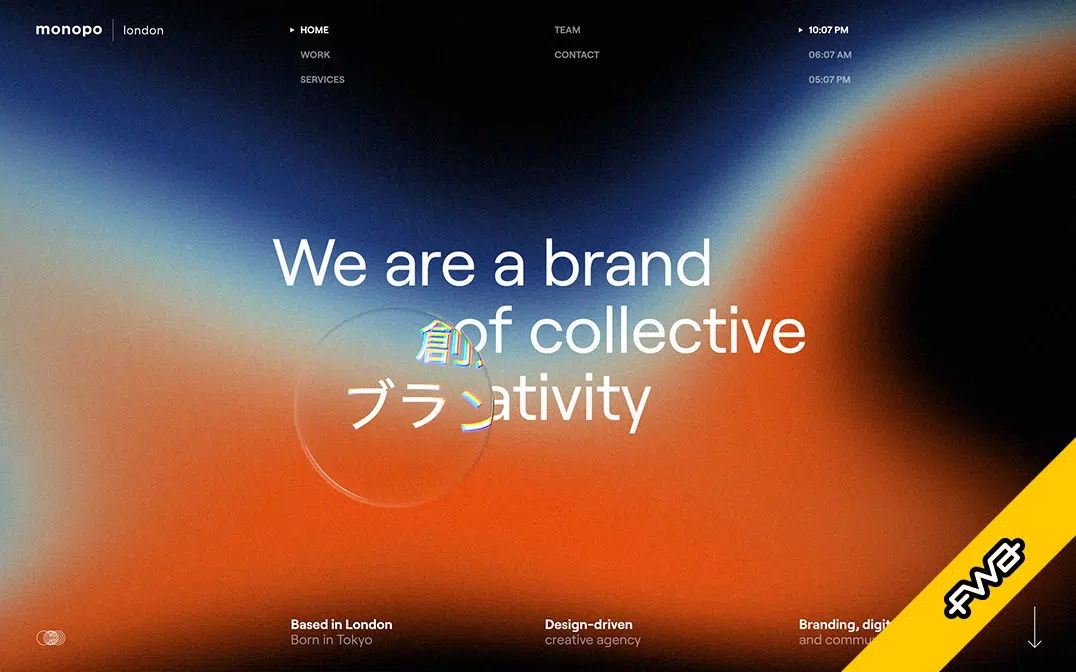 monopo | london
HOME
WORK
SERVICES
TEAM
CONTACT
10:07 PM
06:07 AM
05:07 PM
We are a brand
創 of collective
ブラン ativity
Based in London
Born in Tokyo
Design-driven
creative agency
Branding,
and
fwa